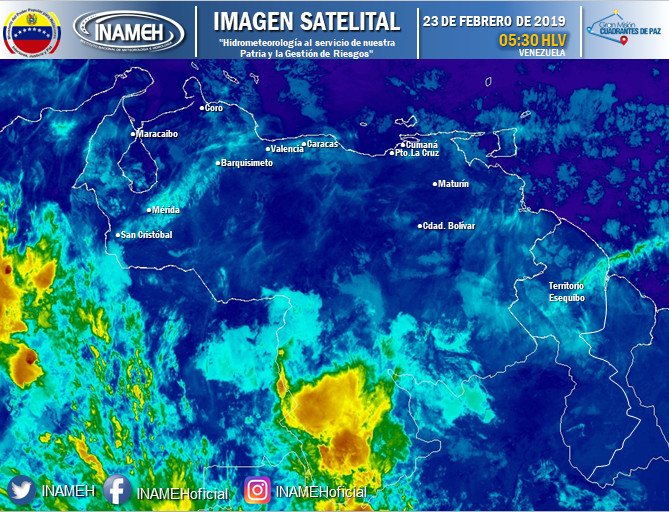 INAMEH
IMAGEN SATELITAL
"Hidrometeorología al servicio de nuestra
Patria y la Gestión de Riesgos"
23 DE FEBRERO DE 2019
05:30 HLV
VENEZUELA
Gran Misión
CUADRANTES DE PAZ
Coro
Maracaibo
Valencia
Caracas
Cumaná
Pto.La Cruz
Barquisimeto
Maturín
Mérida
San Cristóbal
Cdad. Bolívar
Territorio
Esequibo
INAMEH
INAMEHoficial
INAMEHoficial